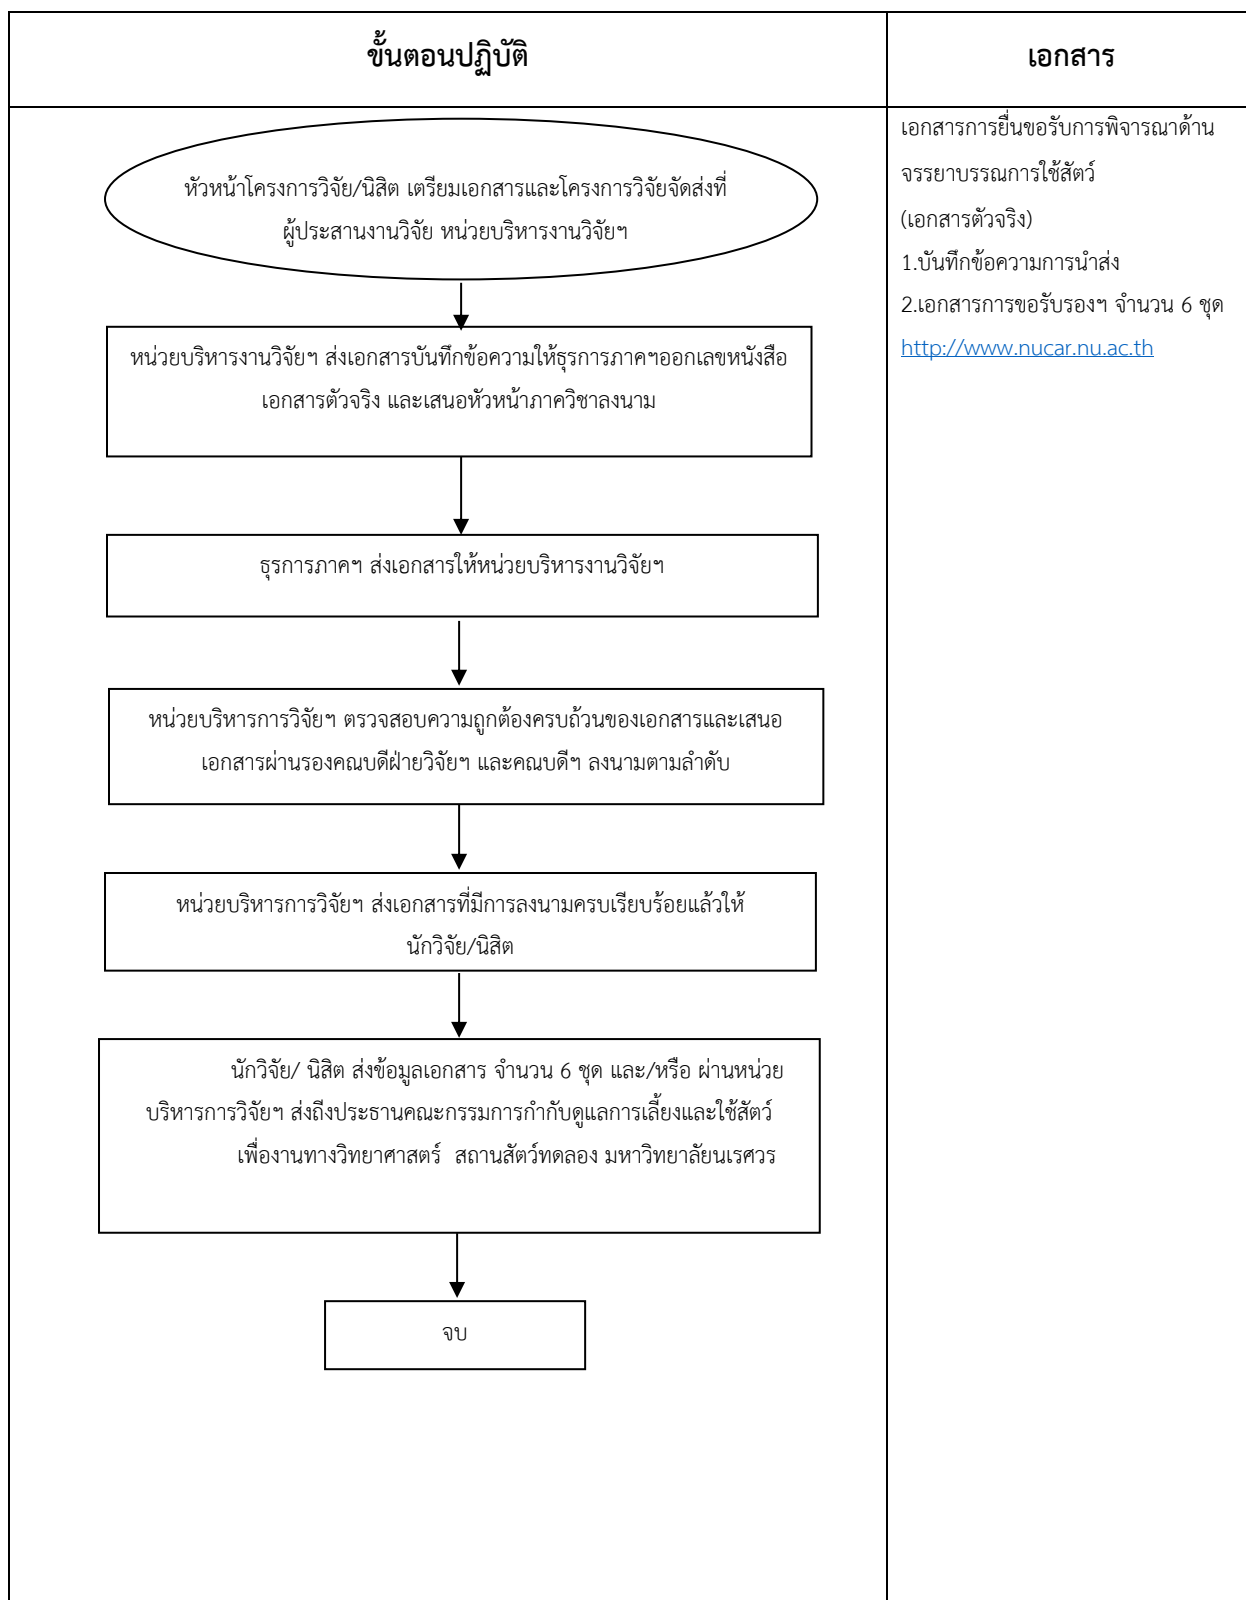 ขั้นตอนปฏิบัติ
เอกสาร
หัวหน้าโครงการวิจัย/นิสิต เตรียมเอกสารและโครงการวิจัยจัดส่งที่
ผู้ประสานงานวิจัย หน่วยบริหารงานวิจัยฯ
หน่วยบริหารงานวิจัยฯ ส่งเอกสารบันทึกข้อความให้ธุรการภาคฯออกเลขหนังสือ
เอกสารตัวจริง และเสนอหัวหน้าภาควิชาลงนาม
ธุรการภาคฯ ส่งเอกสารให้หน่วยบริหารงานวิจัยฯ
หน่วยบริหารการวิจัยฯ ตรวจสอบความถูกต้องครบถ้วนของเอกสารและเสนอ
เอกสารผ่านรองคณบดีฝ่ายวิจัยฯ และคณบดีฯ ลงนามตามลำดับ
หน่วยบริหารการวิจัยฯ ส่งเอกสารที่มีการลงนามครบเรียบร้อยแล้วให้
นักวิจัย/นิสิต
นักวิจัย/ นิสิต ส่งข้อมูลเอกสาร จำนวน 6 ชุด และ/หรือ ผ่านหน่วย
บริหารการวิจัยฯ ส่งถึงประธานคณะกรรมการกำกับดูแลการเลี้ยงและใช้สัตว์
เพื่องานทางวิทยาศาสตร์ สถานสัตว์ทดลอง มหาวิทยาลัยนเรศวร
จบ
เอกสารการยื่นขอรับการพิจารณาด้าน
จรรยาบรรณการใช้สัตว์
(เอกสารตัวจริง)
1.บันทึกข้อความการนำส่ง
2.เอกสารการขอรับรองฯ จำนวน 6 ชุด
http://www.nucar.nu.ac.th